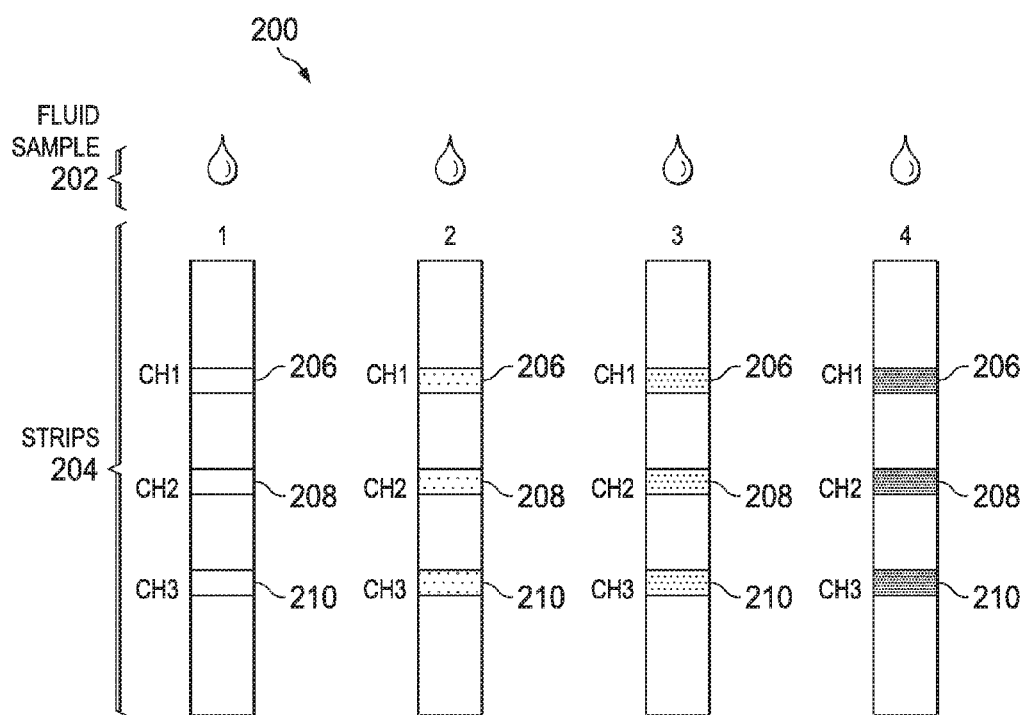 200
FLUID
SAMPLE
202
1 2 3 4
CH1 206 CH1 206 CH1 206 CH1 206
STRIPS
204
CH2 208 CH2 208 CH2 208 CH2 208
CH3 210 CH3 210 CH3 210 CH3 210